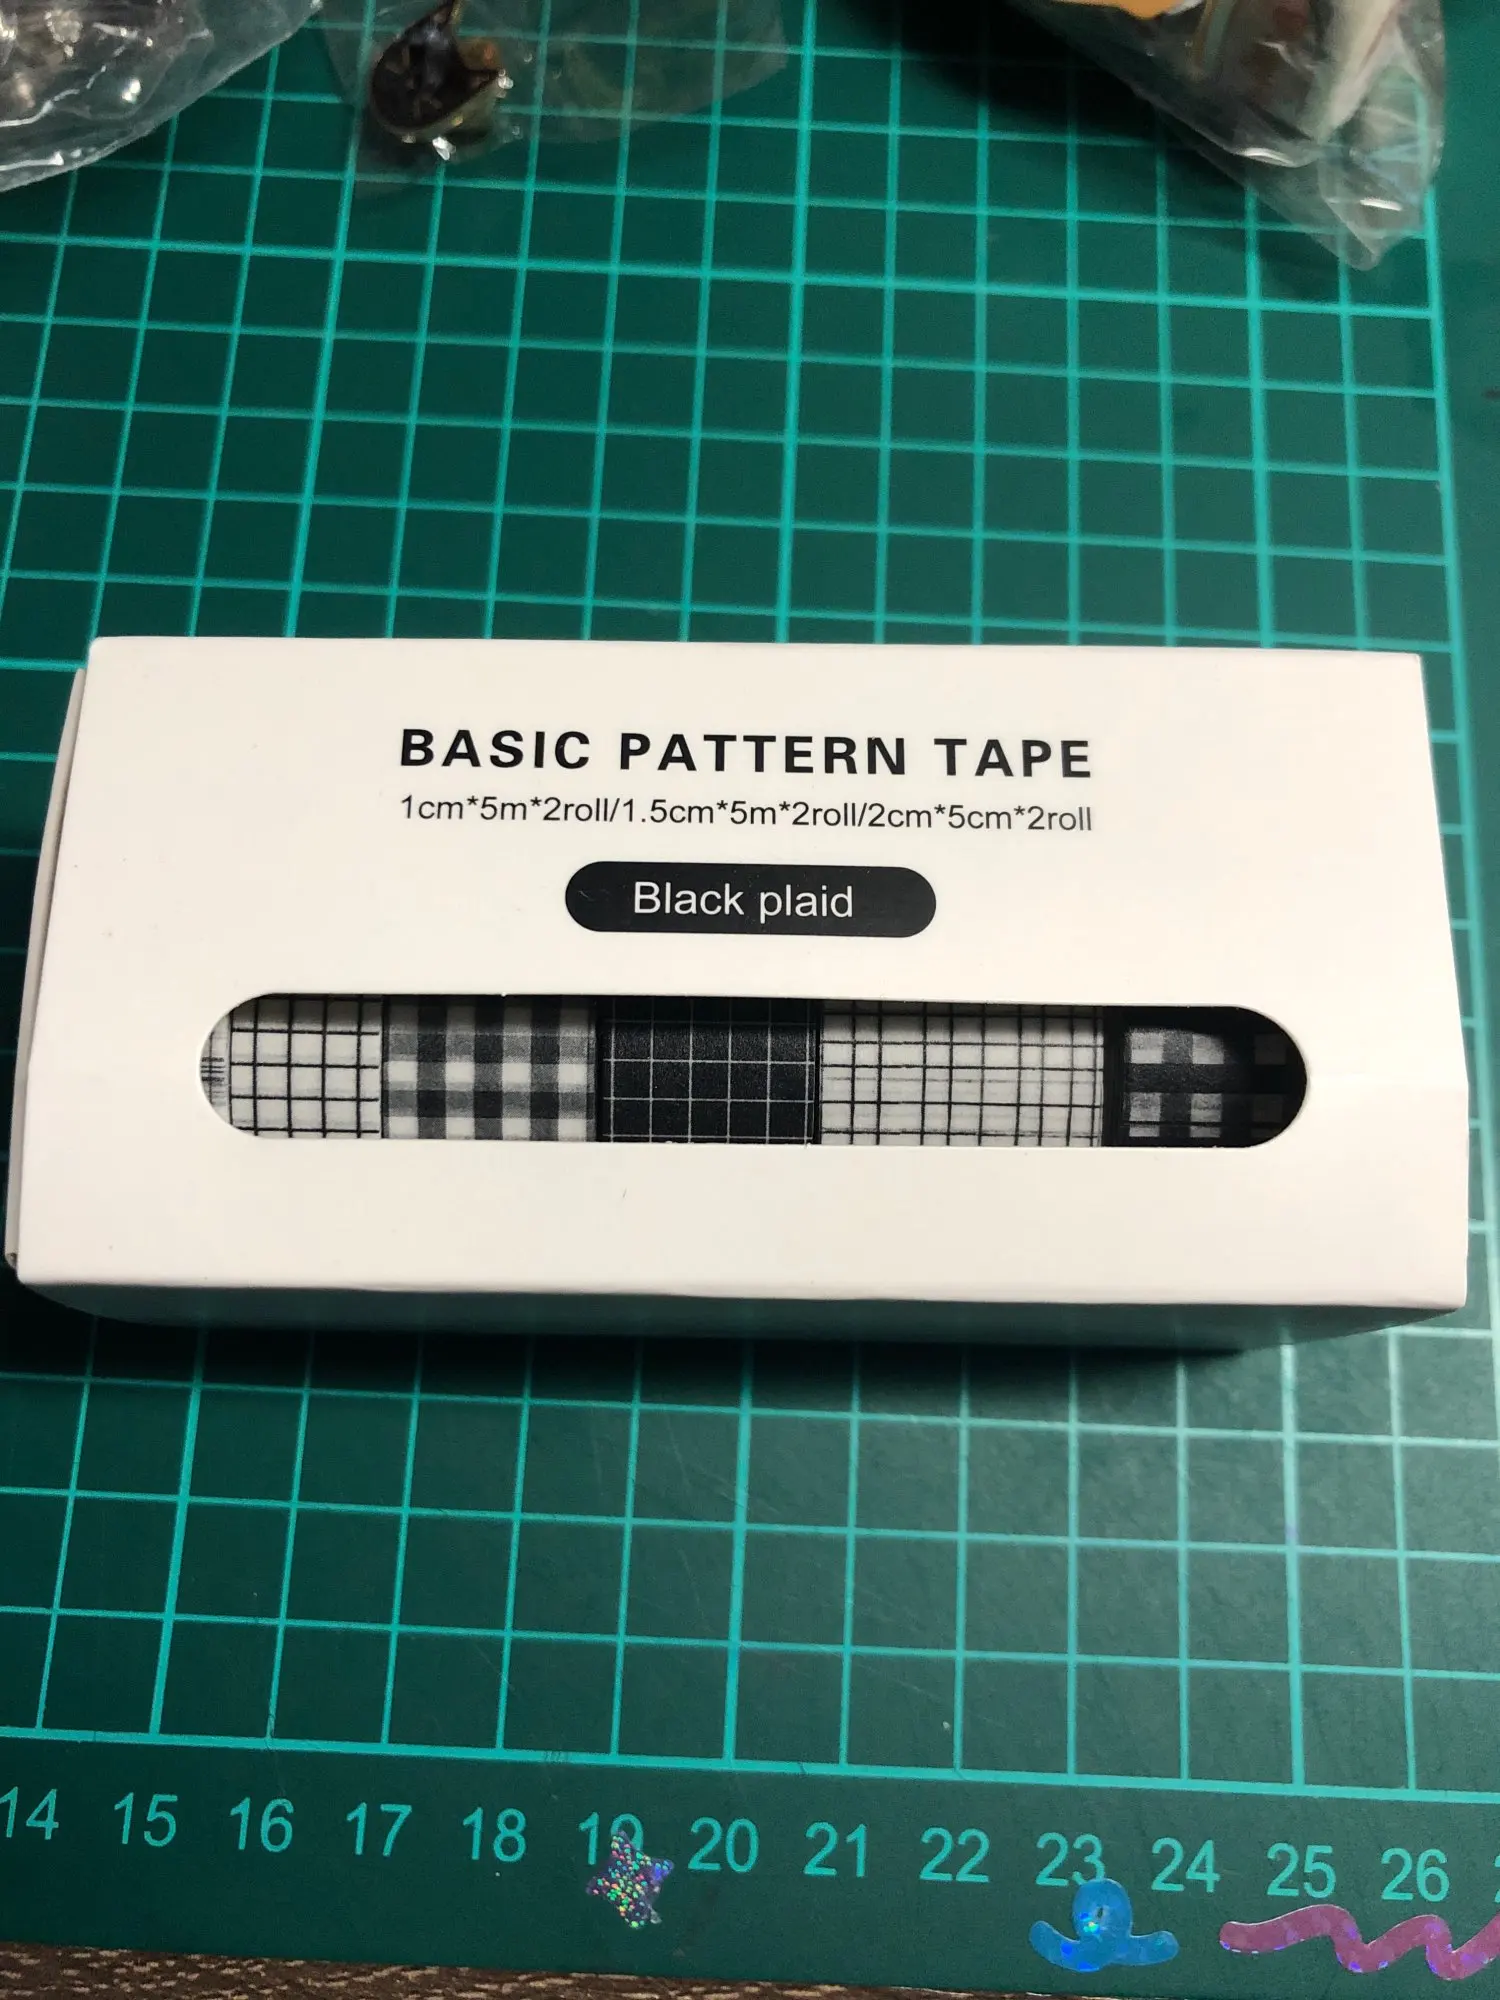 BASIC PATTERN TAPE
1cm*5m*2roll/1.5cm*5m*2roll/2cm*5cm*2roll
Black plaid
14 15 16 17 18 19 20 21 22 23 24 25 26